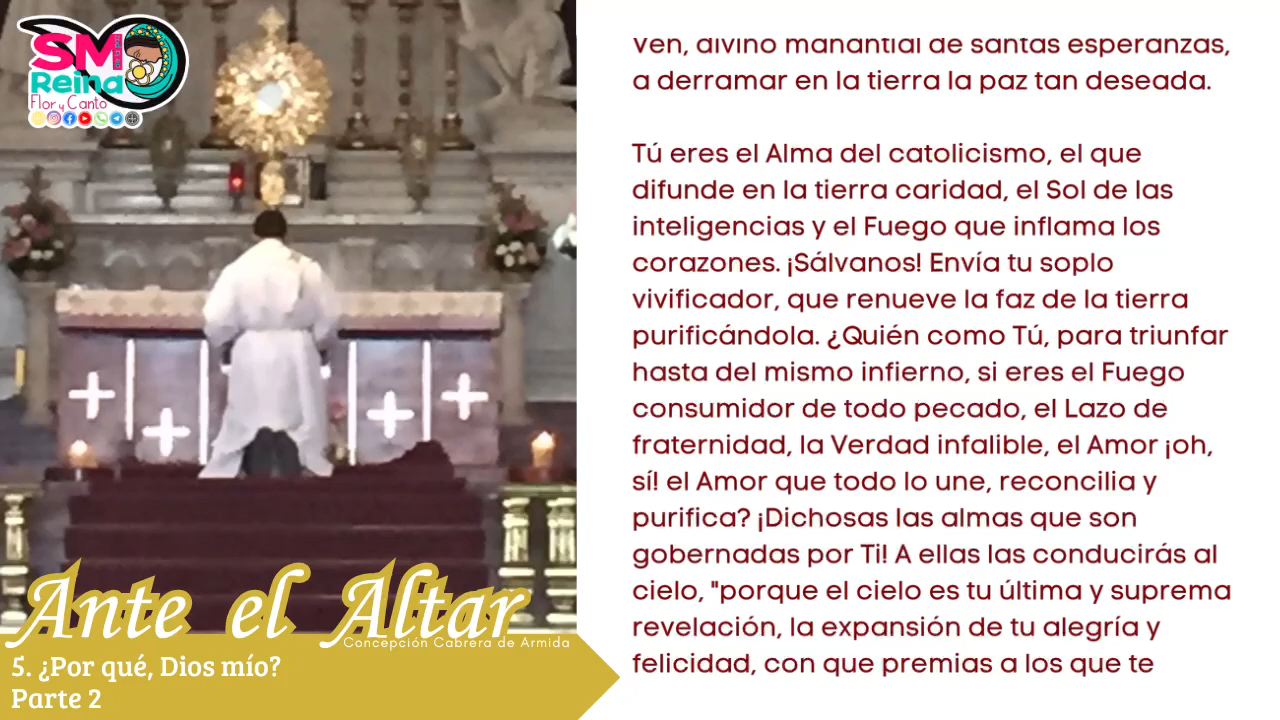 SM
Reina
Flor y Canto
Ante el Altar
Concepción Cabrera de Armida
5. ¿Por qué, Dios mío?
Parte 2
ven, divino manantial de santas esperanzas,
a derramar en la tierra la paz tan deseada.
Tú eres el Alma del catolicismo, el que
difunde en la tierra caridad, el Sol de las
inteligencias y el Fuego que inflama los
corazones. ¡Sálvanos! Envía tu soplo
vivificador, que renueve la faz de la tierra
purificándola. ¿Quién como Tú, para triunfar
hasta del mismo infierno, si eres el Fuego
consumidor de todo pecado, el Lazo de
fraternidad, la Verdad infalible, el Amor ¡oh,
sí! el Amor que todo lo une, reconcilia y
purifica? ¡Dichosas las almas que son
gobernadas por Ti! A ellas las conducirás al
cielo, "porque el cielo es tu última y suprema
revelación, la expansión de tu alegría y
felicidad, con que premias a los que te